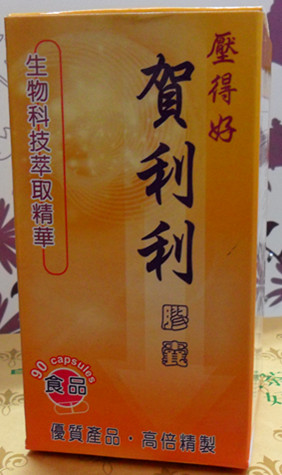 壓得好
賀利利
膠囊
生物科技萃取精華
90 capsules
食品
優質產品·高倍精製